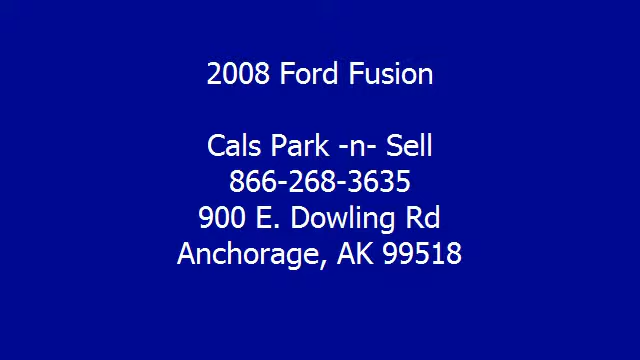 2008 Ford Fusion
Cals Park -n- Sell
866-268-3635
900 E. Dowling Rd
Anchorage, AK 99518